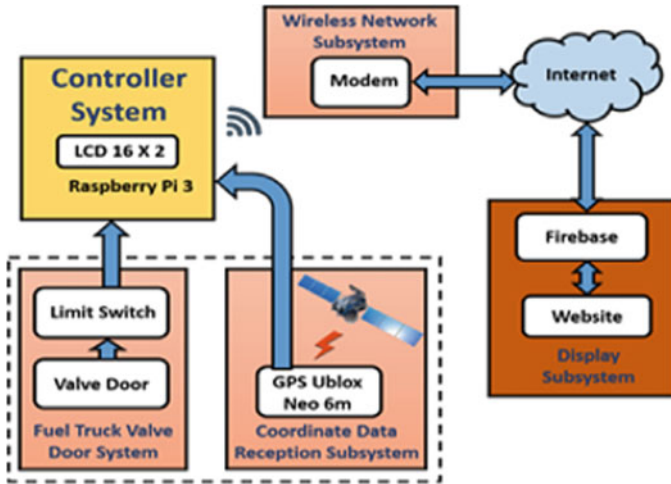 Wireless Network
Subsystem
Modem
Internet
Controller
System
LCD 16 X 2
Raspberry Pi 3
Firebase
Website
Display
Subsystem
Limit Switch
Valve Door
Fuel Truck Valve
Door System
GPS Ublox
Neo 6m
Coordinate Data
Reception Subsystem